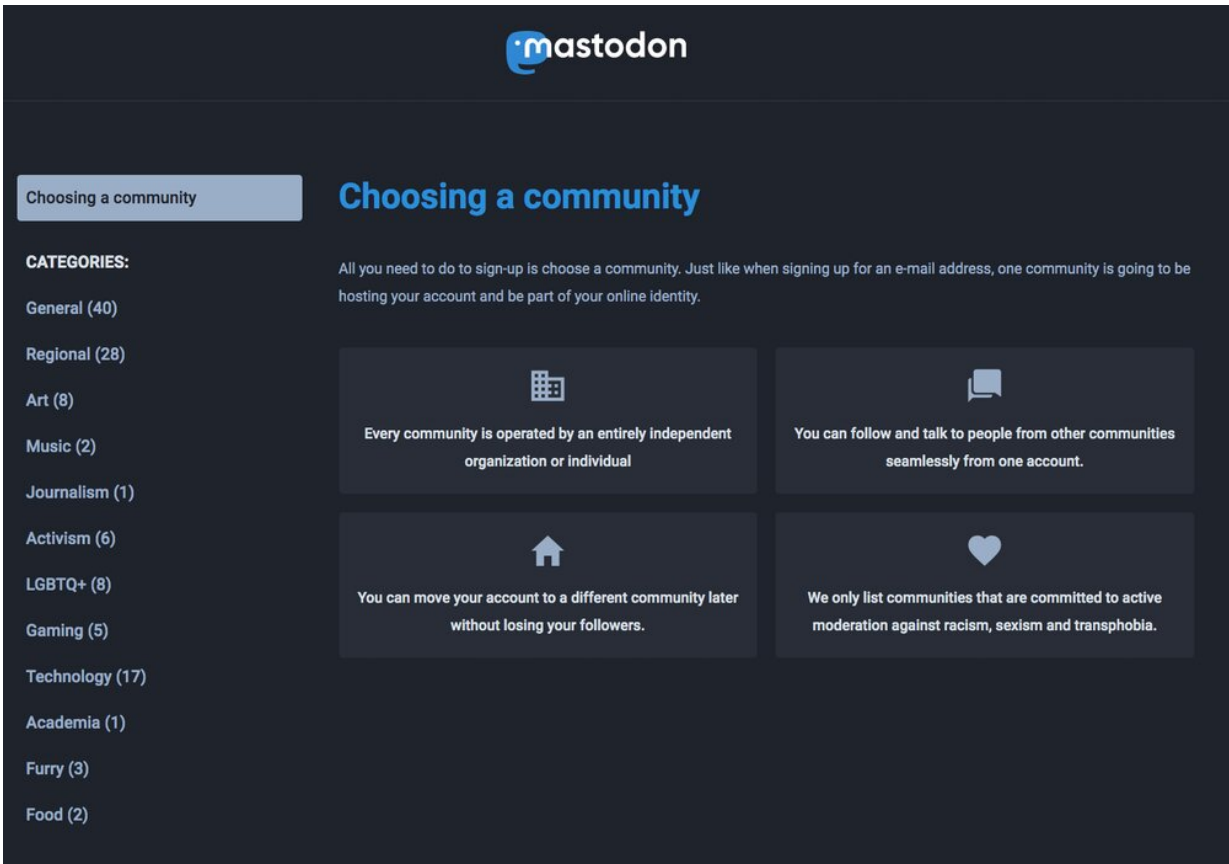 mastodon
Choosing a community
CATEGORIES:
General (40)
Regional (28)
Art (8)
Music (2)
Journalism (1)
Activism (6)
LGBTQ+ (8)
Gaming (5)
Technology (17)
Academia (1)
Furry (3)
Food (2)
Choosing a community
All you need to do to sign-up is choose a community. Just like when signing up for an e-mail address, one community is going to be
hosting your account and be part of your online identity.
Every community is operated by an entirely independent
organization or individual
You can follow and talk to people from other communities
seamlessly from one account.
You can move your account to a different community later
without losing your followers.
We only list communities that are committed to active
moderation against racism, sexism and transphobia.